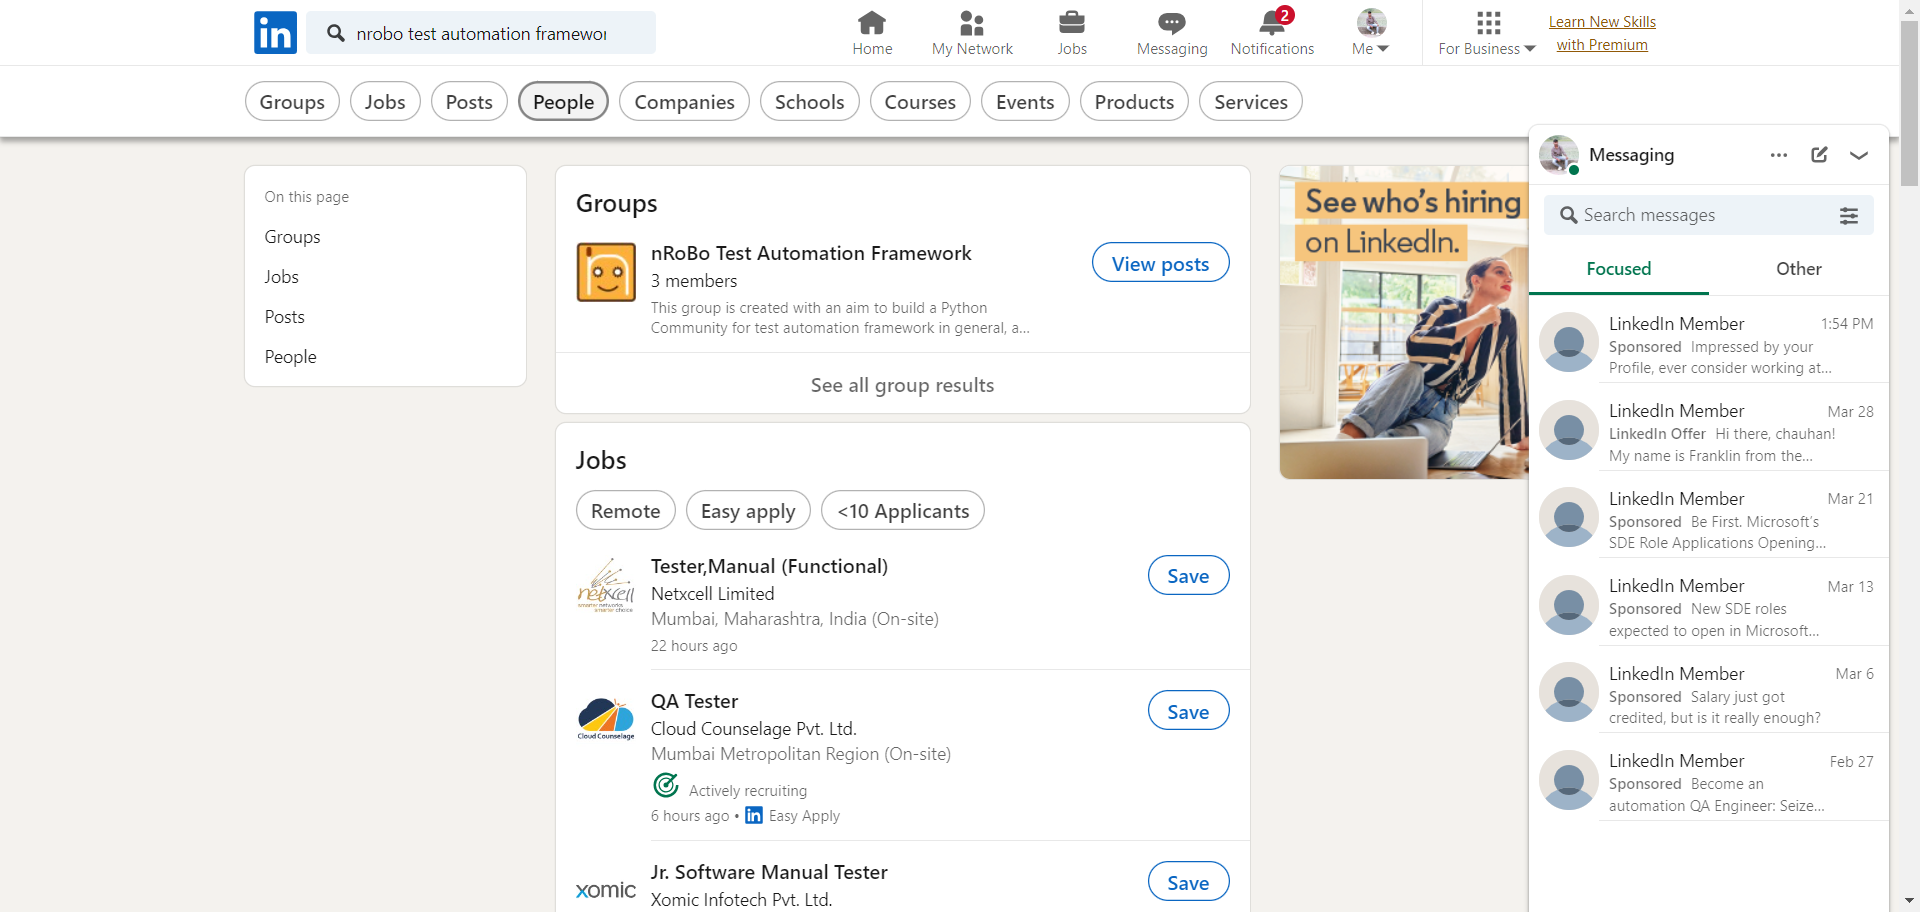 in
nrobo test automation framewor
Home
My Network
Jobs
Messaging
2
Notifications
Me
For Business
Learn New Skills
with Premium
Groups
Jobs
Posts
People
Companies
Schools
Courses
Events
Products
Services
On this page
Groups
Jobs
Posts
People
Groups
nRoBo Test Automation Framework
3 members
This group is created with an aim to build a Python
Community for test automation framework in general, a...
View posts
See all group results
Jobs
Remote
Easy apply
<10 Applicants
netxcell
smarter networks
smarter choice
Tester,Manual (Functional)
Netxcell Limited
Mumbai, Maharashtra, India (On-site)
22 hours ago
Save
Cloud Counselage
QA Tester
Cloud Counselage Pvt. Ltd.
Mumbai Metropolitan Region (On-site)
Actively recruiting
6 hours ago • in Easy Apply
Save
xomic
Jr. Software Manual Tester
Xomic Infotech Pvt. Ltd.
Save
See who's hiring
on LinkedIn.
Messaging
Search messages
Focused
Other
LinkedIn Member 1:54 PM
Sponsored Impressed by your
Profile, ever consider working at...
LinkedIn Member Mar 28
LinkedIn Offer Hi there, chauhan!
My name is Franklin from the...
LinkedIn Member Mar 21
Sponsored Be First. Microsoft's
SDE Role Applications Opening...
LinkedIn Member Mar 13
Sponsored New SDE roles
expected to open in Microsoft...
LinkedIn Member Mar 6
Sponsored Salary just got
credited, but is it really enough?
LinkedIn Member Feb 27
Sponsored Become an
automation QA Engineer: Seize...